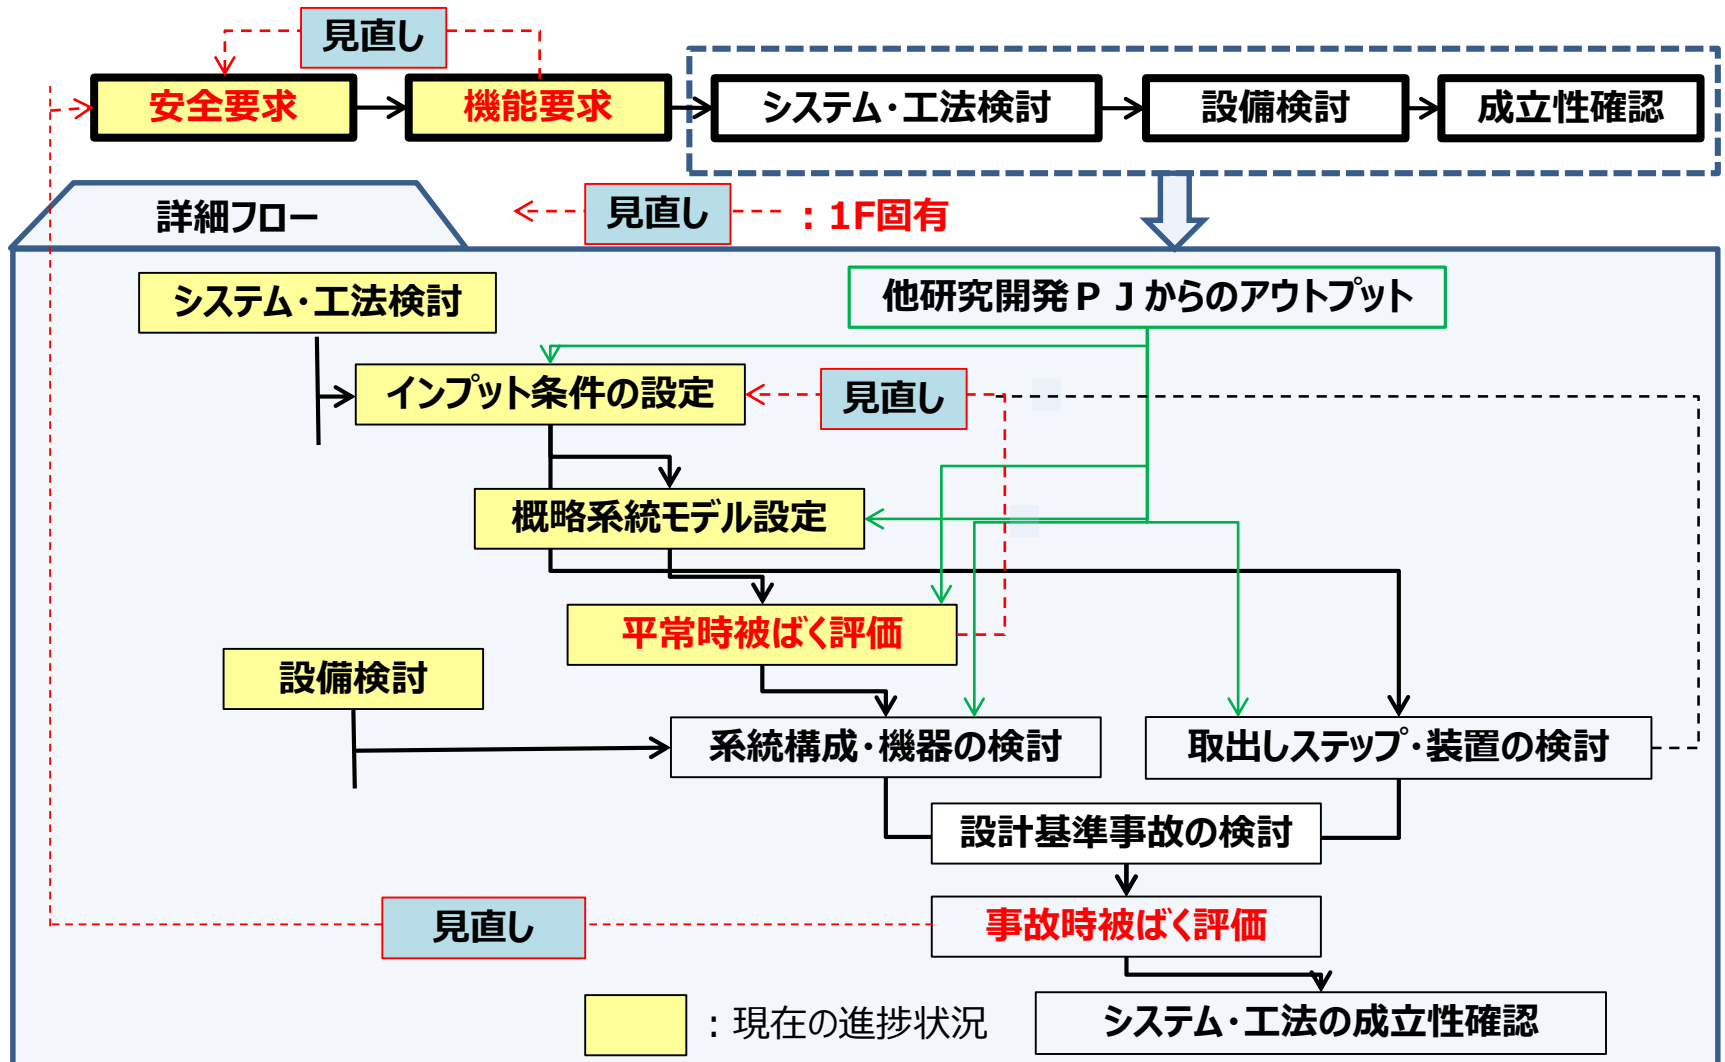 見直し
安全要求
機能要求
システム・工法検討
設備検討
成立性確認
詳細フロー
見直し
：1F固有
システム・工法検討
他研究開発ＰＪからのアウトプット
インプット条件の設定
見直し
概略系統モデル設定
平常時被ばく評価
設備検討
系統構成・機器の検討
取出しステップ・装置の検討
設計基準事故の検討
見直し
事故時被ばく評価
：現在の進捗状況
システム・工法の成立性確認